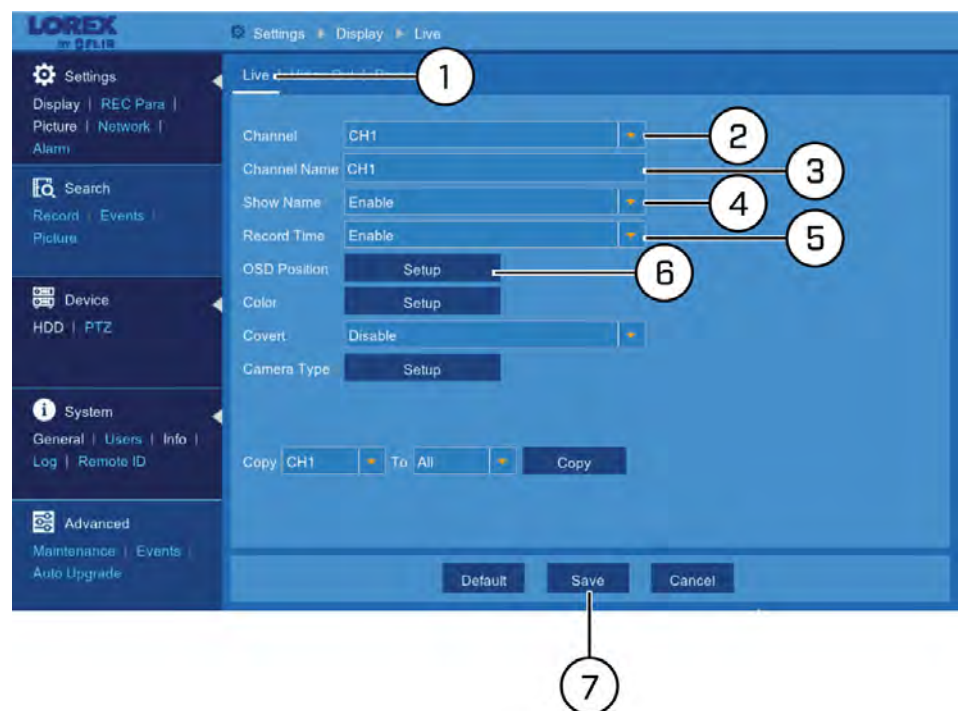 LOREX
BY FLIR
Settings Display Live
Settings
Display | REC Para |
Picture | Network |
Alarm
Search
Record | Events |
Picture
Device
HDD | PTZ
System
General | Users | Info |
Log | Remote ID
Advanced
Maintenance | Events |
Auto Upgrade
Live
1
Channel CH1
2
Channel Name CH1
3
Show Name Enable
4
Record Time Enable
5
OSD Position Setup
6
Color Setup
Covert Disable
Camera Type Setup
Copy CH1 To All Copy
Default Save Cancel
7